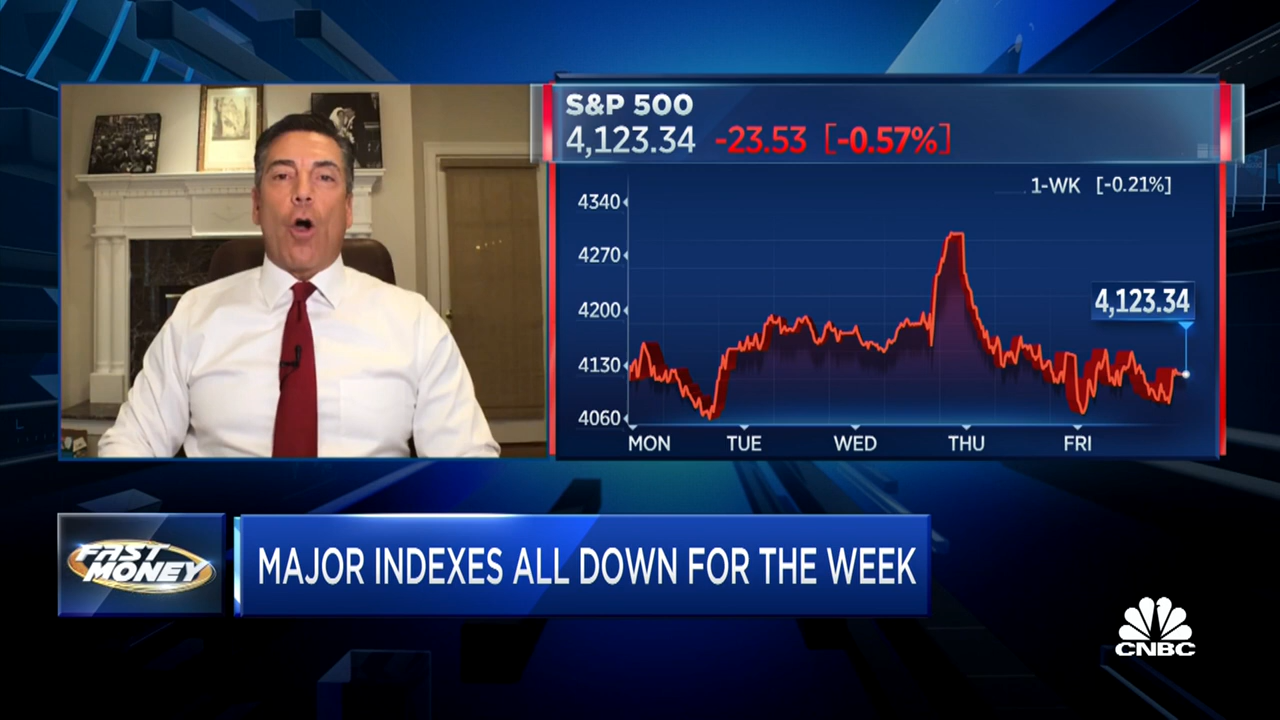 S&P 500
4,123.34 -23.53 [-0.57%]
1-WK [-0.21%]
4340
4270
4200
4130
4060
4,123.34
MON TUE WED THU FRI
FAST
MONEY
MAJOR INDEXES ALL DOWN FOR THE WEEK
CNBC